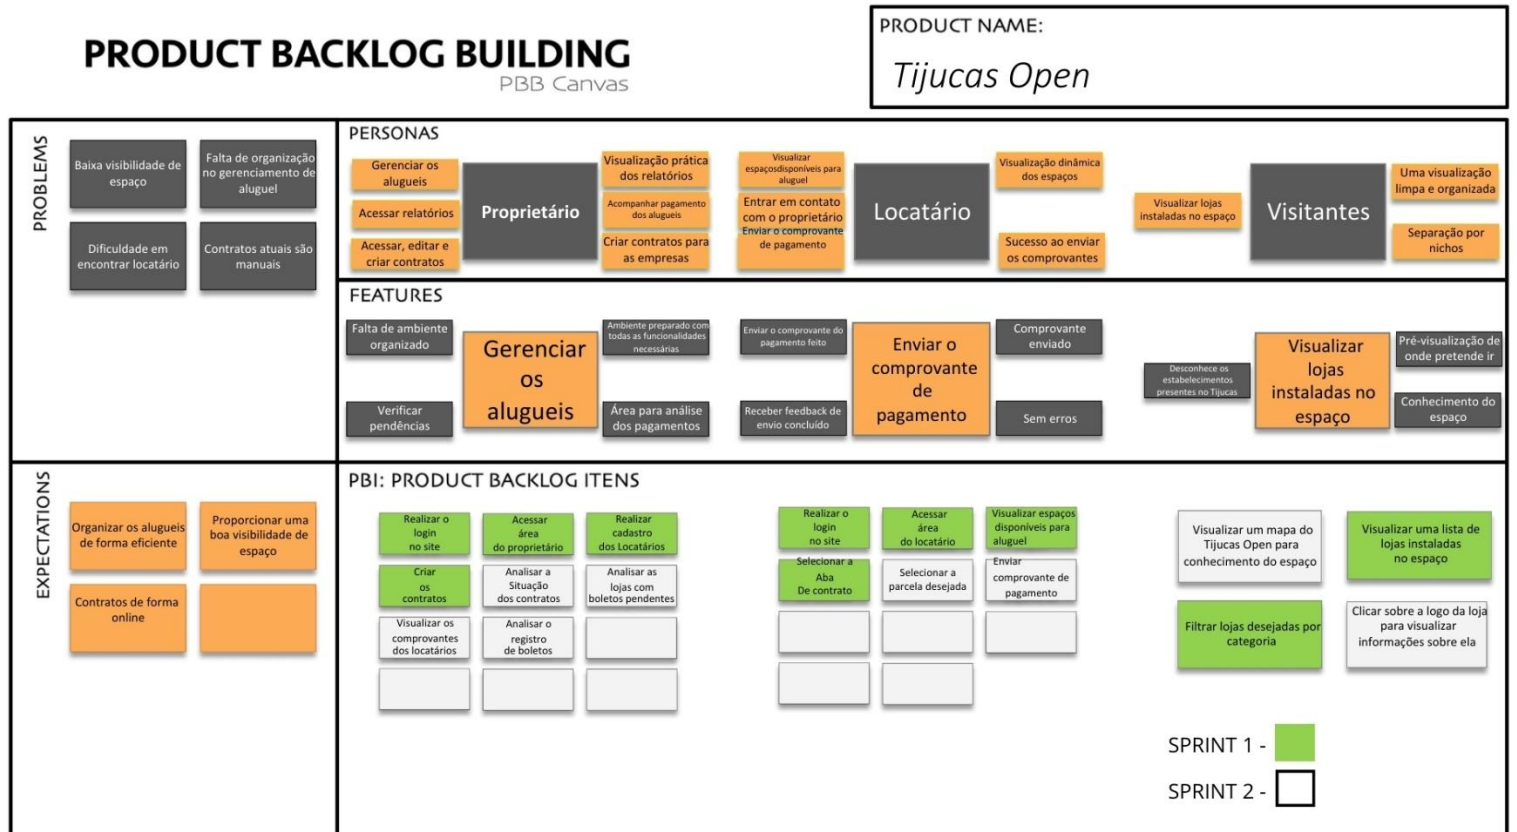 PRODUCT BACKLOG BUILDING
PBB Canvas
PRODUCT NAME:
Tijucas Open
PROBLEMS
Baixa visibilidade de
espaço
Falta de organização
no gerenciamento de
aluguel
Dificuldade em
encontrar locatário
Contratos atuais são
manuais
PERSONAS
Gerenciar os
alugueis
Acessar relatórios
Acessar, editar e
criar contratos
Proprietário
Visualização prática
dos relatórios
Acompanhar pagamento
dos alugueis
Criar contratos para
as empresas
Visualizar
espaçosdisponíveis para
aluguel
Entrar em contato
com o proprietário
Enviar o comprovante
de pagamento
Locatário
Visualização dinâmica
dos espaços
Sucesso ao enviar
os comprovantes
Visualizar lojas
instaladas no espaço
Visitantes
Uma visualização
limpa e organizada
Separação por
nichos
FEATURES
Falta de ambiente
organizado
Verificar
pendências
Gerenciar
os
alugueis
Ambiente preparado com
todas as funcionalidades
necessárias
Área para análise
dos pagamentos
Enviar o comprovante do
pagamento feito
Receber feedback de
envio concluído
Enviar o
comprovante
de
pagamento
Comprovante
enviado
Sem erros
Desconhece os
estabelecimentos
presentes no Tijucas
Visualizar
lojas
instaladas no
espaço
Pré-visualização de
onde pretende ir
Conhecimento do
espaço
EXPECTATIONS
Organizar os alugueis
de forma eficiente
Proporcionar uma
boa visibilidade de
espaço
Contratos de forma
online
PBI: PRODUCT BACKLOG ITENS
Realizar o
login
no site
Acessar
área
do proprietário
Realizar
cadastro
dos Locatários
Criar
os
contratos
Analisar a
Situação
dos contratos
Analisar as
lojas com
boletos pendentes
Visualizar os
comprovantes
dos locatários
Analisar o
registro
de boletos
Realizar o
login
no site
Acessar
área
do locatário
Visualizar espaços
disponíveis para
aluguel
Selecionar a
Aba
De contrato
Selecionar a
parcela desejada
Enviar
comprovante de
pagamento
Visualizar um mapa do
Tijucas Open para
conhecimento do espaço
Visualizar uma lista de
lojas instaladas
no espaço
Filtrar lojas desejadas por
categoria
Clicar sobre a logo da loja
para visualizar
informações sobre ela
SPRINT 1 -
SPRINT 2 -